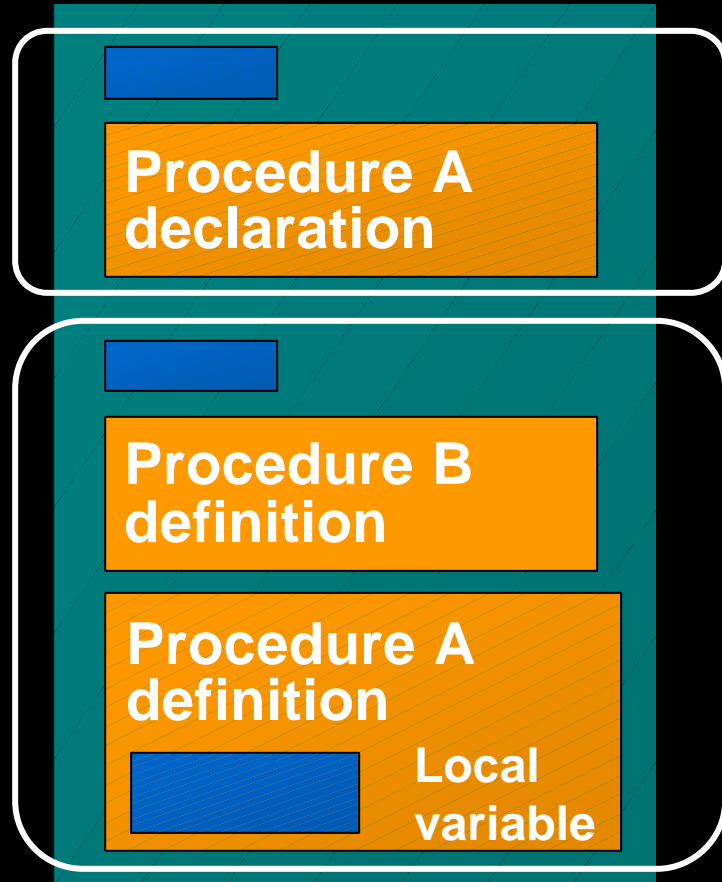 Procedure A
declaration
Procedure B
definition
Procedure A
definition
Local
variable